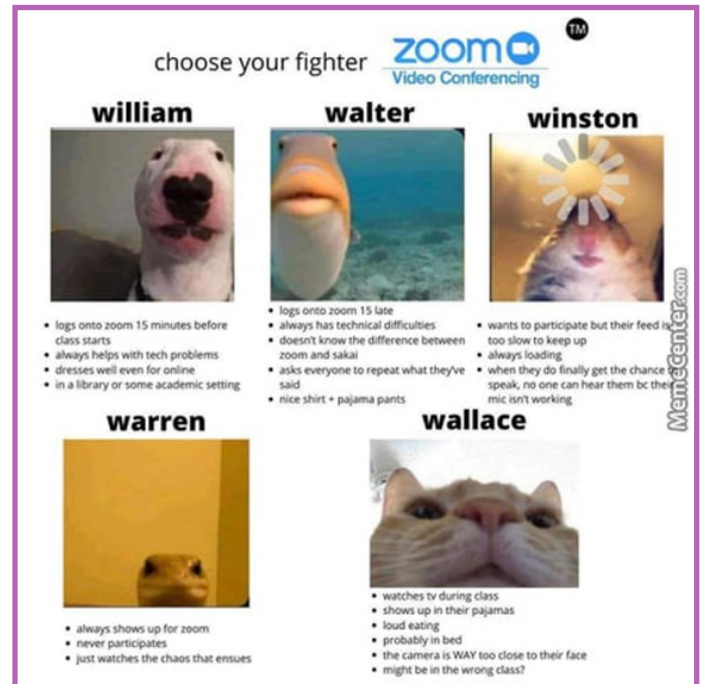 TM
choose your fighter
zoom
Video Conferencing
william
walter
winston
• logs onto zoom 15 minutes before
class starts
• always helps with tech problems
• dresses well even for online
• in a library or some academic setting
• logs onto zoom 15 late
• always has technical difficulties
• doesn't know the difference between
zoom and sakai
• asks everyone to repeat what they've
said
• nice shirt + pajama pants
• wants to participate but their feed is
too slow to keep up
• always loading
• when they do finally get the chance
speak, no one can hear them bc their
mic isn't working
MemeCenter.com
warren
wallace
• always shows up for zoom
• never participates
• just watches the chaos that ensues
• watches tv during class
• shows up in their pajamas
• loud eating
• probably in bed
• the camera is WAY too close to their face
• might be in the wrong class?